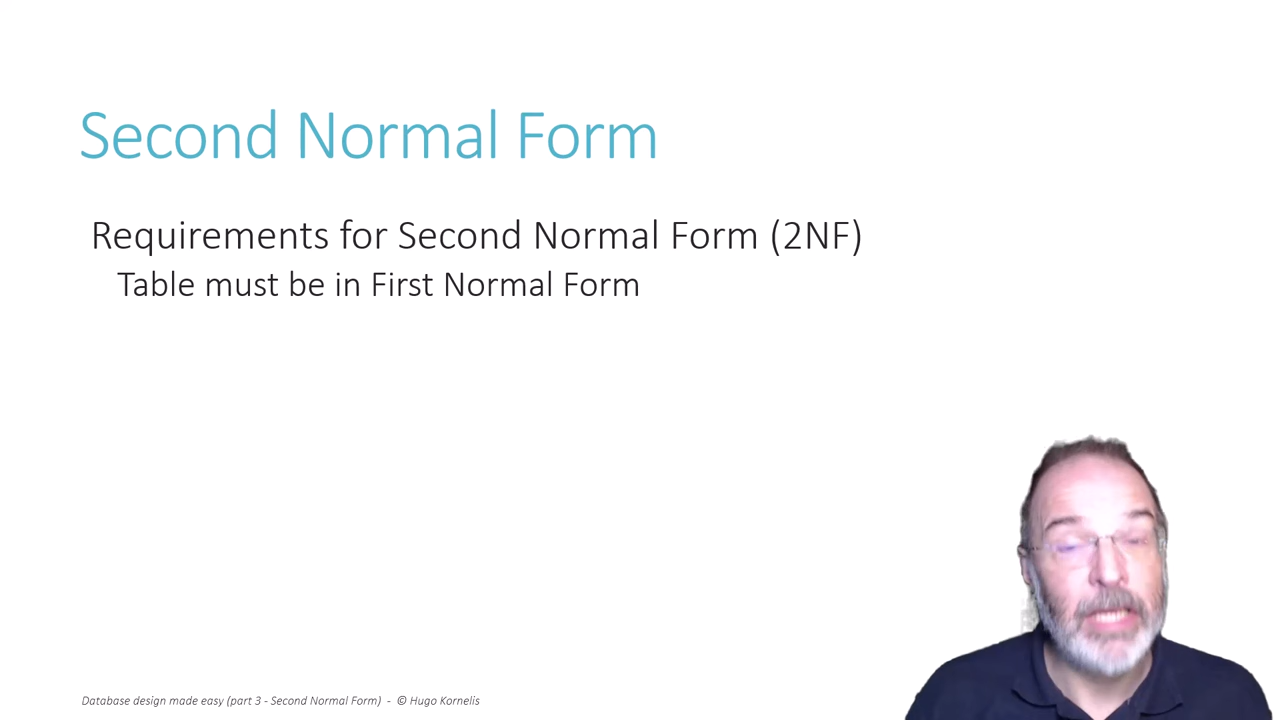 Second Normal Form
Requirements for Second Normal Form (2NF)
Table must be in First Normal Form
Database design made easy (part 3 - Second Normal Form) - © Hugo Kornelis